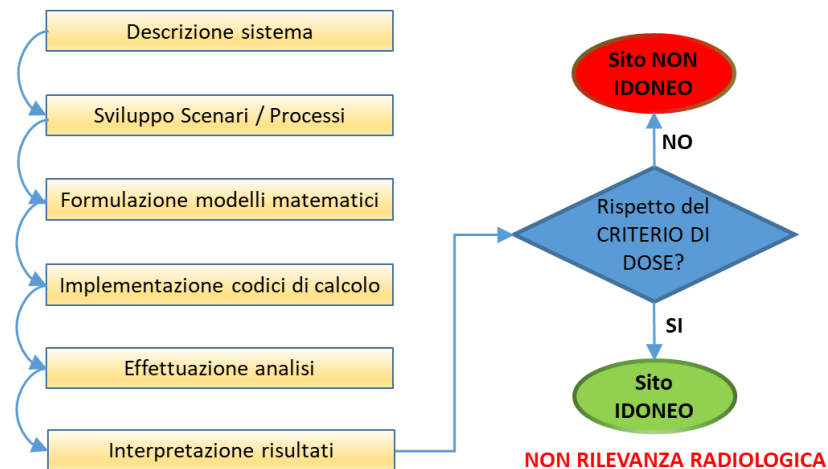 Descrizione sistema
Sviluppo Scenari / Processi
Formulazione modelli matematici
Implementazione codici di calcolo
Effettuazione analisi
Interpretazione risultati
Sito NON
IDONEO
NO
Rispetto del
CRITERIO DI
DOSE?
SI
Sito
IDONEO
NON RILEVANZA RADIOLOGICA